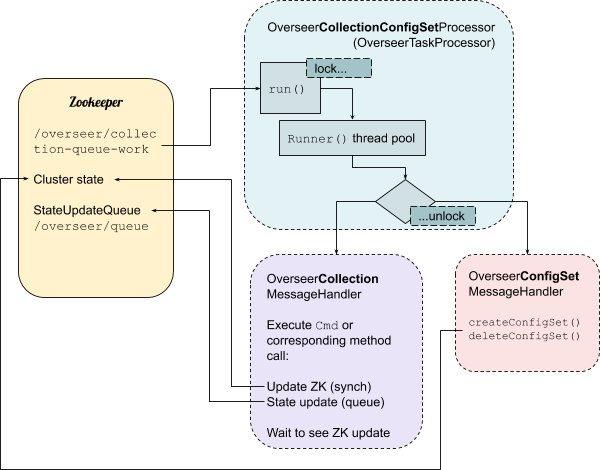 OverseerCollectionConfigSetProcessor
(OverseerTaskProcessor)
lock...
run()
Runner() thread pool
...unlock
Zookeeper
/overseer/collec
tion-queue-work
Cluster state
StateUpdateQueue
/overseer/queue
OverseerCollection
MessageHandler
Execute Cmd or
corresponding method
call:
Update ZK (synch)
State update (queue)
Wait to see ZK update
OverseerConfigSet
MessageHandler
createConfigSet()
deleteConfigSet()